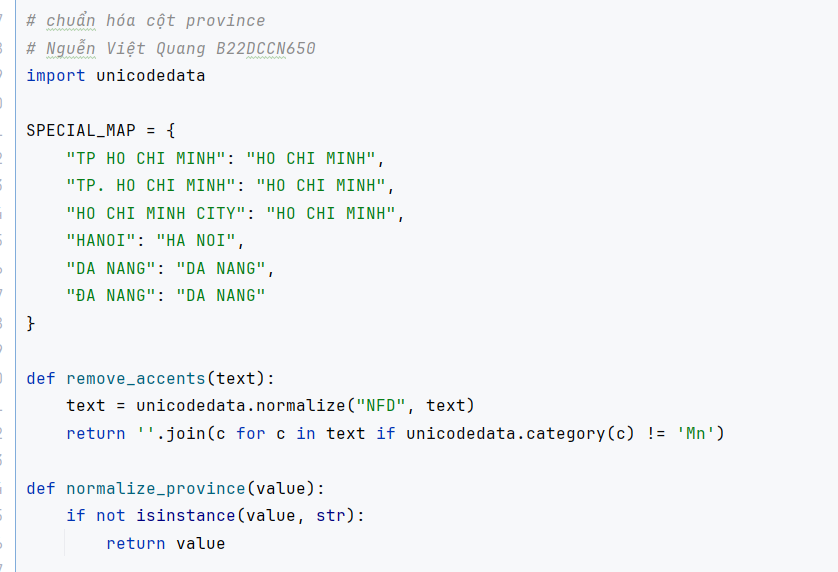 # chuẩn hóa cột province
# Nguễn Việt Quang B22DCCN650
import unicodedata
SPECIAL_MAP = {
    "TP HO CHI MINH": "HO CHI MINH",
    "TP. HO CHI MINH": "HO CHI MINH",
    "HO CHI MINH CITY": "HO CHI MINH",
    "HANOI": "HA NOI",
    "DA NANG": "DA NANG",
    "ĐA NANG": "DA NANG"
}
def remove_accents(text):
    text = unicodedata.normalize("NFD", text)
    return ''.join(c for c in text if unicodedata.category(c) != 'Mn')
def normalize_province(value):
    if not isinstance(value, str):
        return value